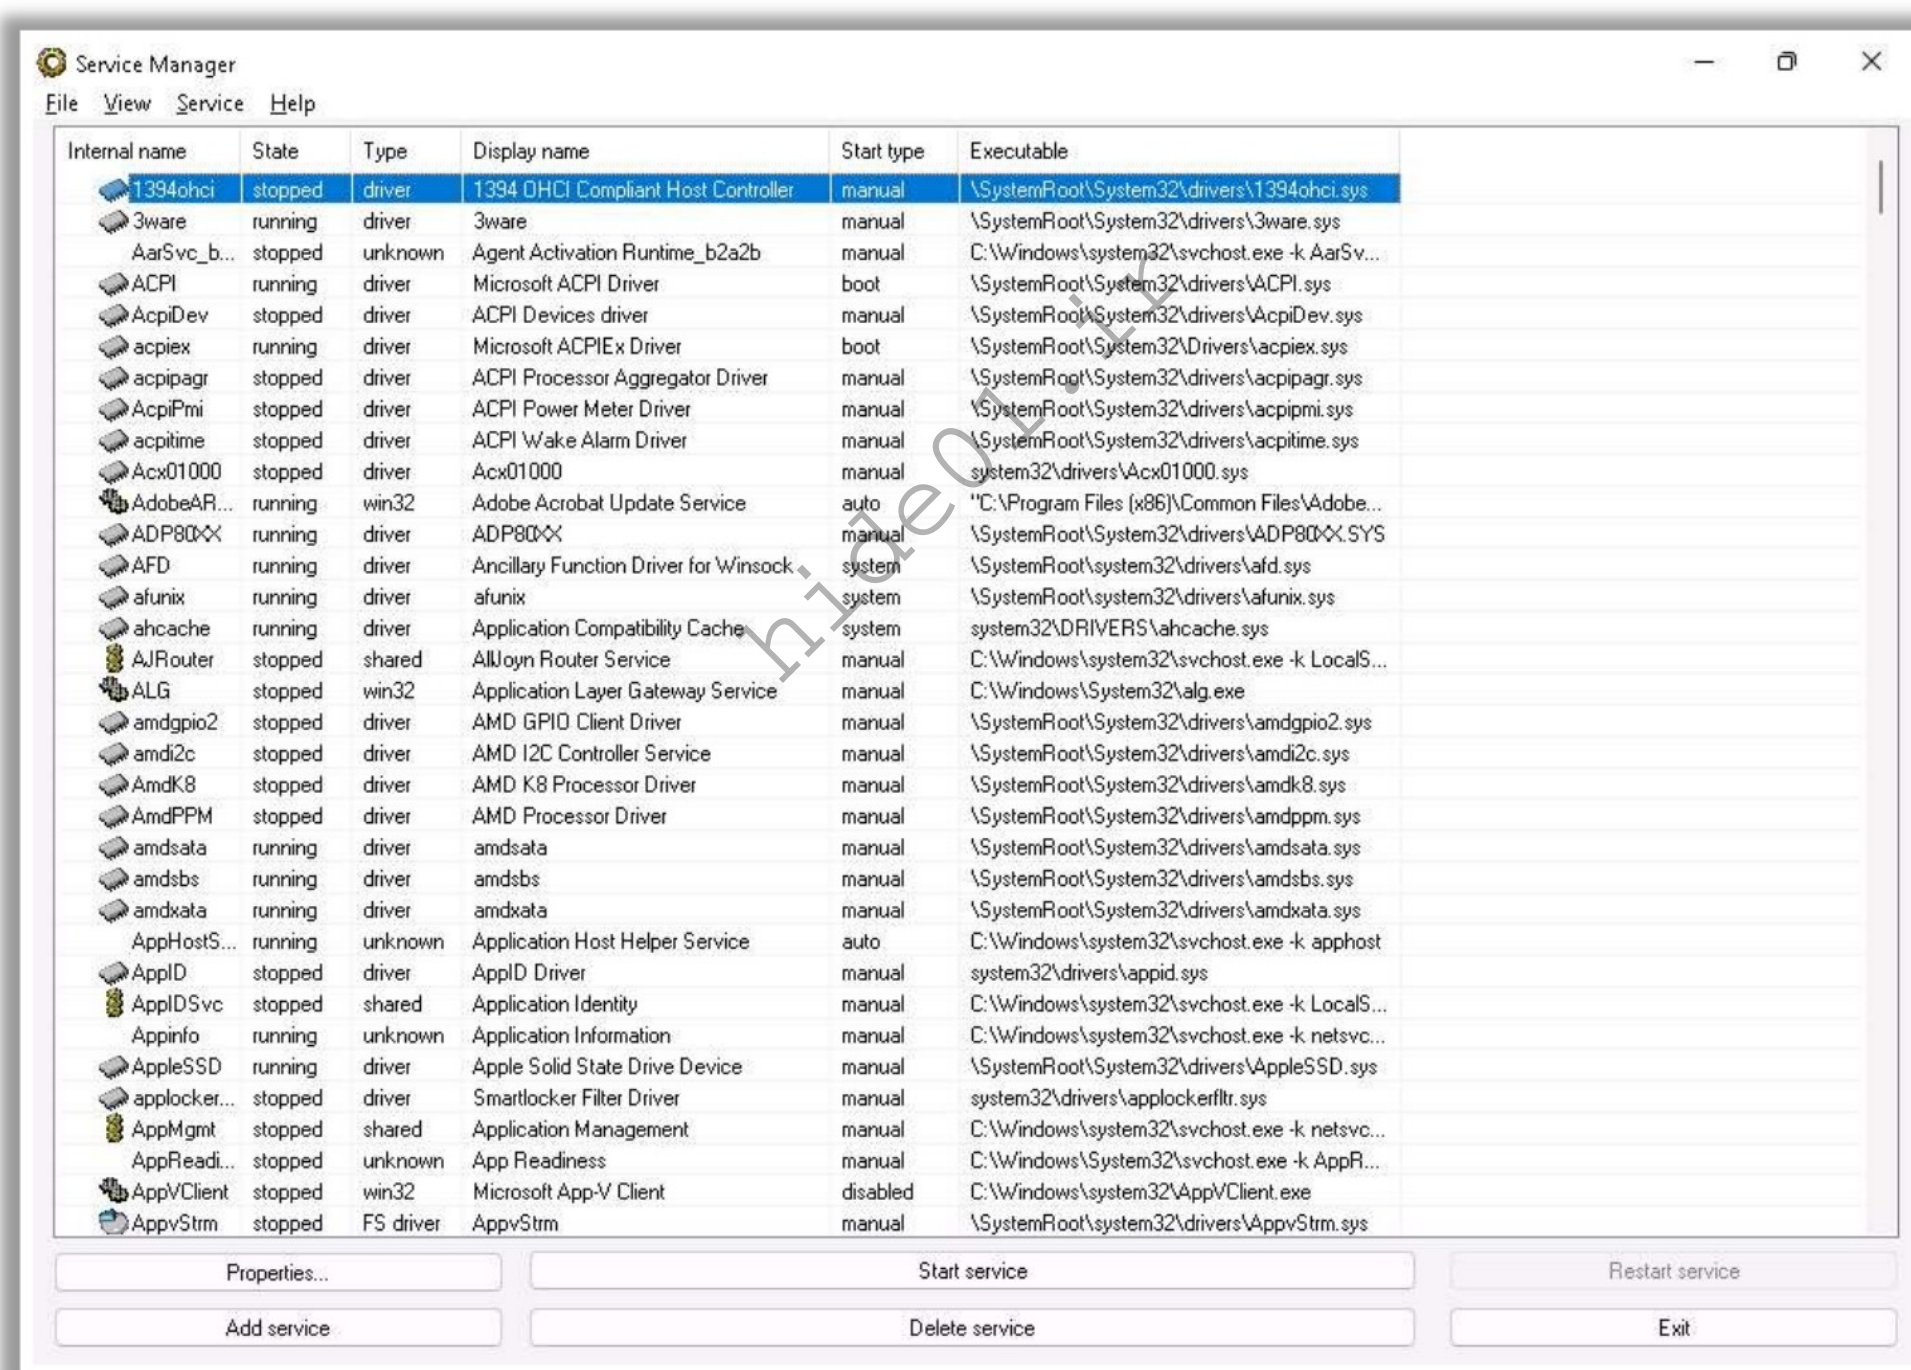 Service Manager
File View Service Help
Internal name State Type Display name Start type Executable
1394ohci stopped driver 1394 OHCI Compliant Host Controller manual \SystemRoot\System32\drivers\1394ohci.sys
3ware running driver 3ware manual \SystemRoot\System32\drivers\3ware.sys
AarSvc_b... stopped unknown Agent Activation Runtime_b2a2b manual C:\Windows\system32\svchost.exe -k AarSv...
ACPI running driver Microsoft ACPI Driver boot \SystemRoot\System32\drivers\ACPI.sys
AcpiDev stopped driver ACPI Devices driver manual \SystemRoot\System32\drivers\AcpiDev.sys
acpiex running driver Microsoft ACPIEx Driver boot \SystemRoot\System32\Drivers\acpiex.sys
acpipagr stopped driver ACPI Processor Aggregator Driver manual \SystemRoot\System32\drivers\acpipagr.sys
AcpiPmi stopped driver ACPI Power Meter Driver manual \SystemRoot\System32\drivers\acpipmi.sys
acpitime stopped driver ACPI Wake Alarm Driver manual \SystemRoot\System32\drivers\acpitime.sys
Acx01000 stopped driver Acx01000 manual system32\drivers\Acx01000.sys
AdobeAR... running win32 Adobe Acrobat Update Service auto "C:\Program Files (x86)\Common Files\Adobe...
ADP80XX running driver ADP80XX manual \SystemRoot\System32\drivers\ADP80XX.SYS
AFD running driver Ancillary Function Driver for Winsock system \SystemRoot\system32\drivers\afd.sys
afunix running driver afunix system \SystemRoot\system32\drivers\afunix.sys
ahcache running driver Application Compatibility Cache system system32\DRIVERS\ahcache.sys
AJRouter stopped shared AllJoyn Router Service manual C:\Windows\system32\svchost.exe -k LocalS...
ALG stopped win32 Application Layer Gateway Service manual C:\Windows\System32\alg.exe
amdgpio2 stopped driver AMD GPIO Client Driver manual \SystemRoot\System32\drivers\amdgpio2.sys
amdi2c stopped driver AMD I2C Controller Service manual \SystemRoot\System32\drivers\amdi2c.sys
AmdK8 stopped driver AMD K8 Processor Driver manual \SystemRoot\System32\drivers\amdk8.sys
AmdPPM stopped driver AMD Processor Driver manual \SystemRoot\System32\drivers\amdppm.sys
amdsata running driver amdsata manual \SystemRoot\System32\drivers\amdsata.sys
amdsbs running driver amdsbs manual \SystemRoot\System32\drivers\amdsbs.sys
amdxata running driver amdxata manual \SystemRoot\System32\drivers\amdxata.sys
AppHostS... running unknown Application Host Helper Service auto C:\Windows\system32\svchost.exe -k apphost
AppID stopped driver AppID Driver manual system32\drivers\appid.sys
AppIDSvc stopped shared Application Identity manual C:\Windows\system32\svchost.exe -k LocalS...
Appinfo running unknown Application Information manual C:\Windows\system32\svchost.exe -k netsvc...
AppleSSD running driver Apple Solid State Drive Device manual \SystemRoot\System32\drivers\AppleSSD.sys
applocker... stopped driver Smartlocker Filter Driver manual system32\drivers\applockerfltr.sys
AppMgmt stopped shared Application Management manual C:\Windows\system32\svchost.exe -k netsvc...
AppReadi... stopped unknown App Readiness manual C:\Windows\System32\svchost.exe -k AppR...
AppVClient stopped win32 Microsoft App-V Client disabled C:\Windows\system32\AppVClient.exe
AppvStrm stopped FS driver AppvStrm manual \SystemRoot\system32\drivers\AppvStrm.sys
hide01.ir
Properties... Start service Restart service
Add service Delete service Exit